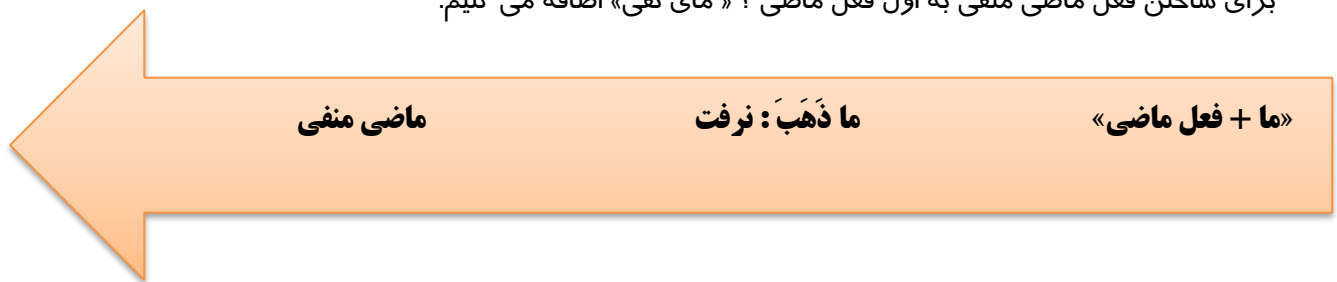 برای ساختن فعل ماضی منفی به اول فعل ماضی ؟ « مای نفی» اضافه می کنیم.
«ما + فعل ماضی» ما ذَهَبَ : نرفت ماضی منفی